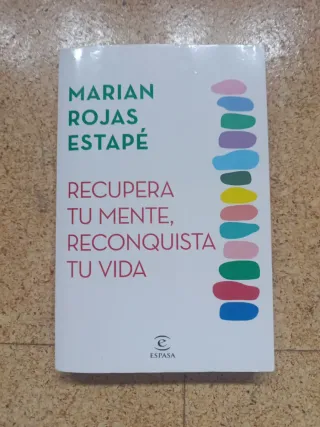 MARIAN
ROJAS
ESTAPÉ
RECUPERA
TU MENTE,
RECONQUISTA
TU VIDA
e
ESPASA